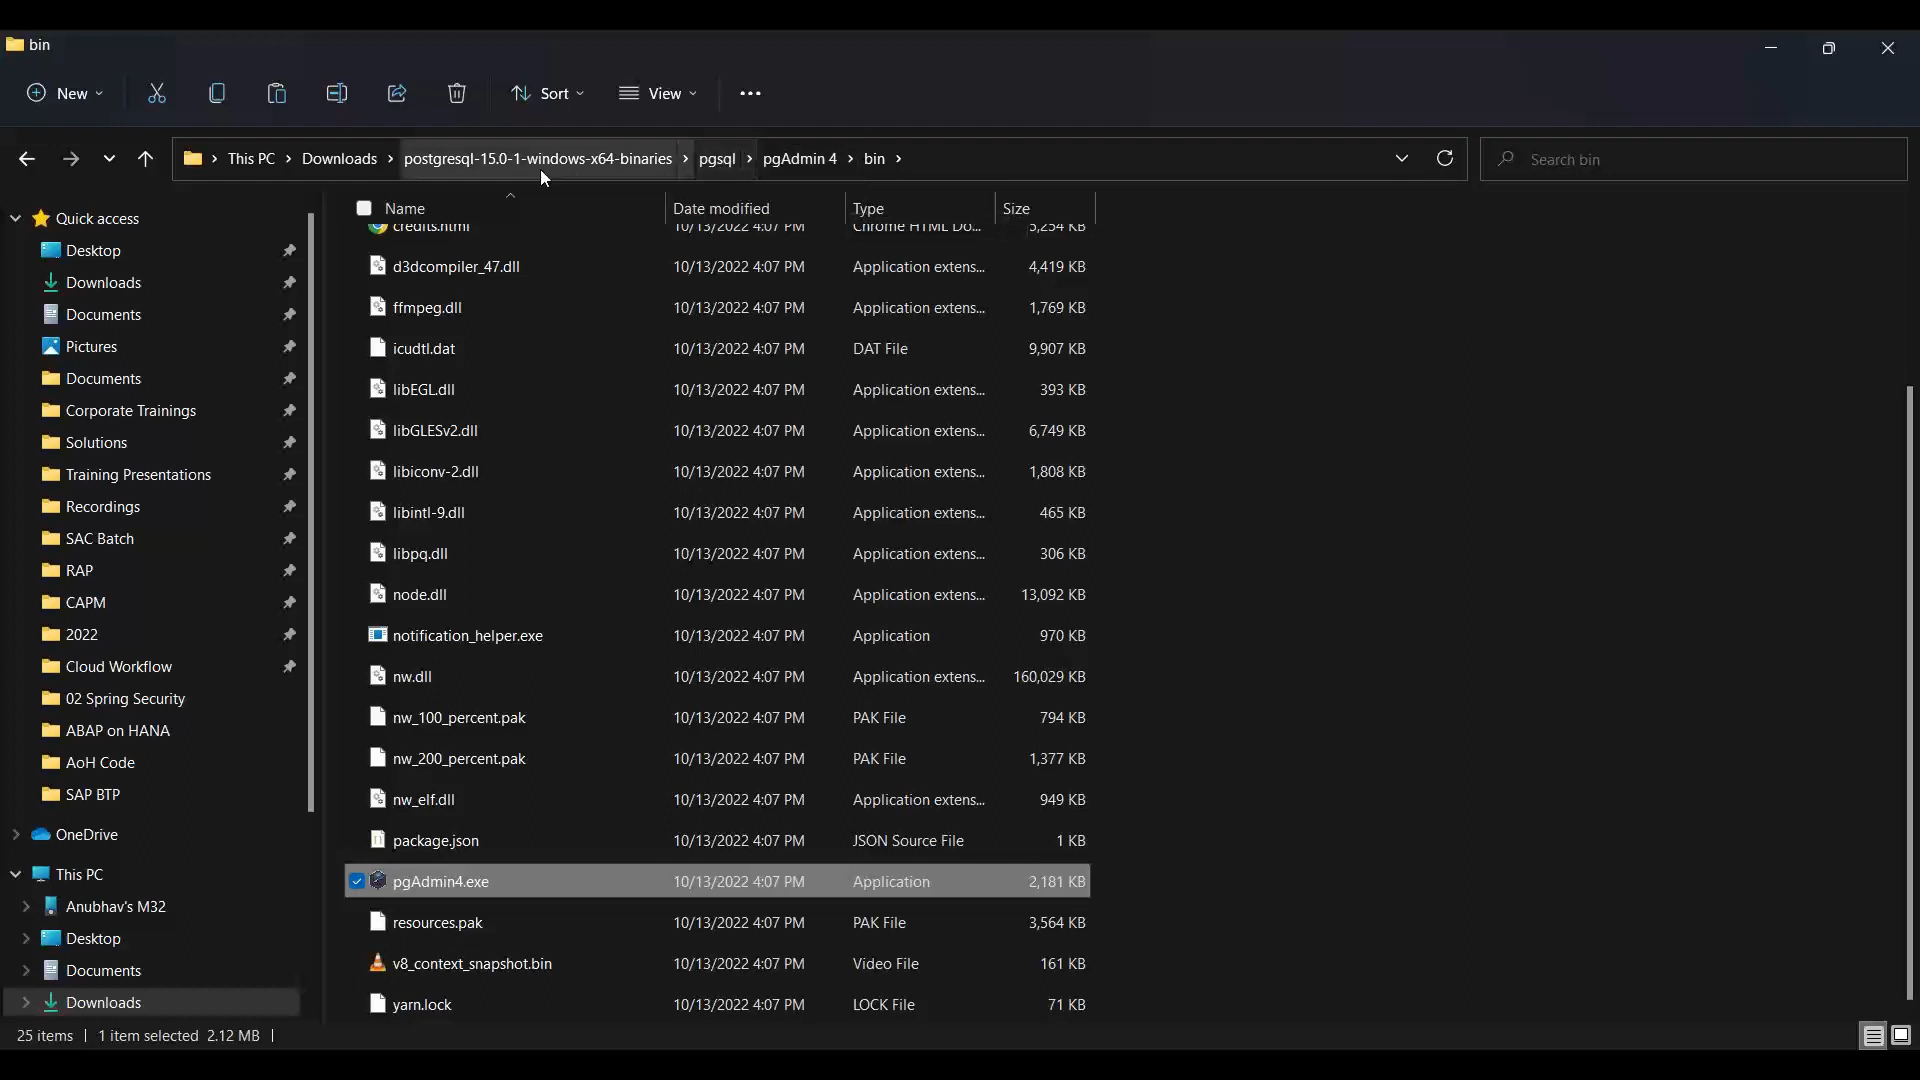 bin
New
Sort
View
This PC > Downloads > postgresql-15.0-1-windows-x64-binaries > pgsql > pgAdmin 4 > bin >
Search bin
Name Date modified Type Size
Quick access
Desktop
Downloads
Documents
Pictures
Documents
Corporate Trainings
Solutions
Training Presentations
Recordings
SAC Batch
RAP
CAPM
2022
Cloud Workflow
02 Spring Security
ABAP on HANA
AoH Code
SAP BTP
OneDrive
This PC
Anubhav's M32
Desktop
Documents
Downloads
credits.html 10/13/2022 4:07 PM Chrome HTML Do... 5,254 KB
d3dcompiler_47.dll 10/13/2022 4:07 PM Application extens... 4,419 KB
ffmpeg.dll 10/13/2022 4:07 PM Application extens... 1,769 KB
icudtl.dat 10/13/2022 4:07 PM DAT File 9,907 KB
libEGL.dll 10/13/2022 4:07 PM Application extens... 393 KB
libGLESv2.dll 10/13/2022 4:07 PM Application extens... 6,749 KB
libiconv-2.dll 10/13/2022 4:07 PM Application extens... 1,808 KB
libintl-9.dll 10/13/2022 4:07 PM Application extens... 465 KB
libpq.dll 10/13/2022 4:07 PM Application extens... 306 KB
node.dll 10/13/2022 4:07 PM Application extens... 13,092 KB
notification_helper.exe 10/13/2022 4:07 PM Application 970 KB
nw.dll 10/13/2022 4:07 PM Application extens... 160,029 KB
nw_100_percent.pak 10/13/2022 4:07 PM PAK File 794 KB
nw_200_percent.pak 10/13/2022 4:07 PM PAK File 1,377 KB
nw_elf.dll 10/13/2022 4:07 PM Application extens... 949 KB
package.json 10/13/2022 4:07 PM JSON Source File 1 KB
pgAdmin4.exe 10/13/2022 4:07 PM Application 2,181 KB
resources.pak 10/13/2022 4:07 PM PAK File 3,564 KB
v8_context_snapshot.bin 10/13/2022 4:07 PM Video File 161 KB
yarn.lock 10/13/2022 4:07 PM LOCK File 71 KB
25 items | 1 item selected 2.12 MB |